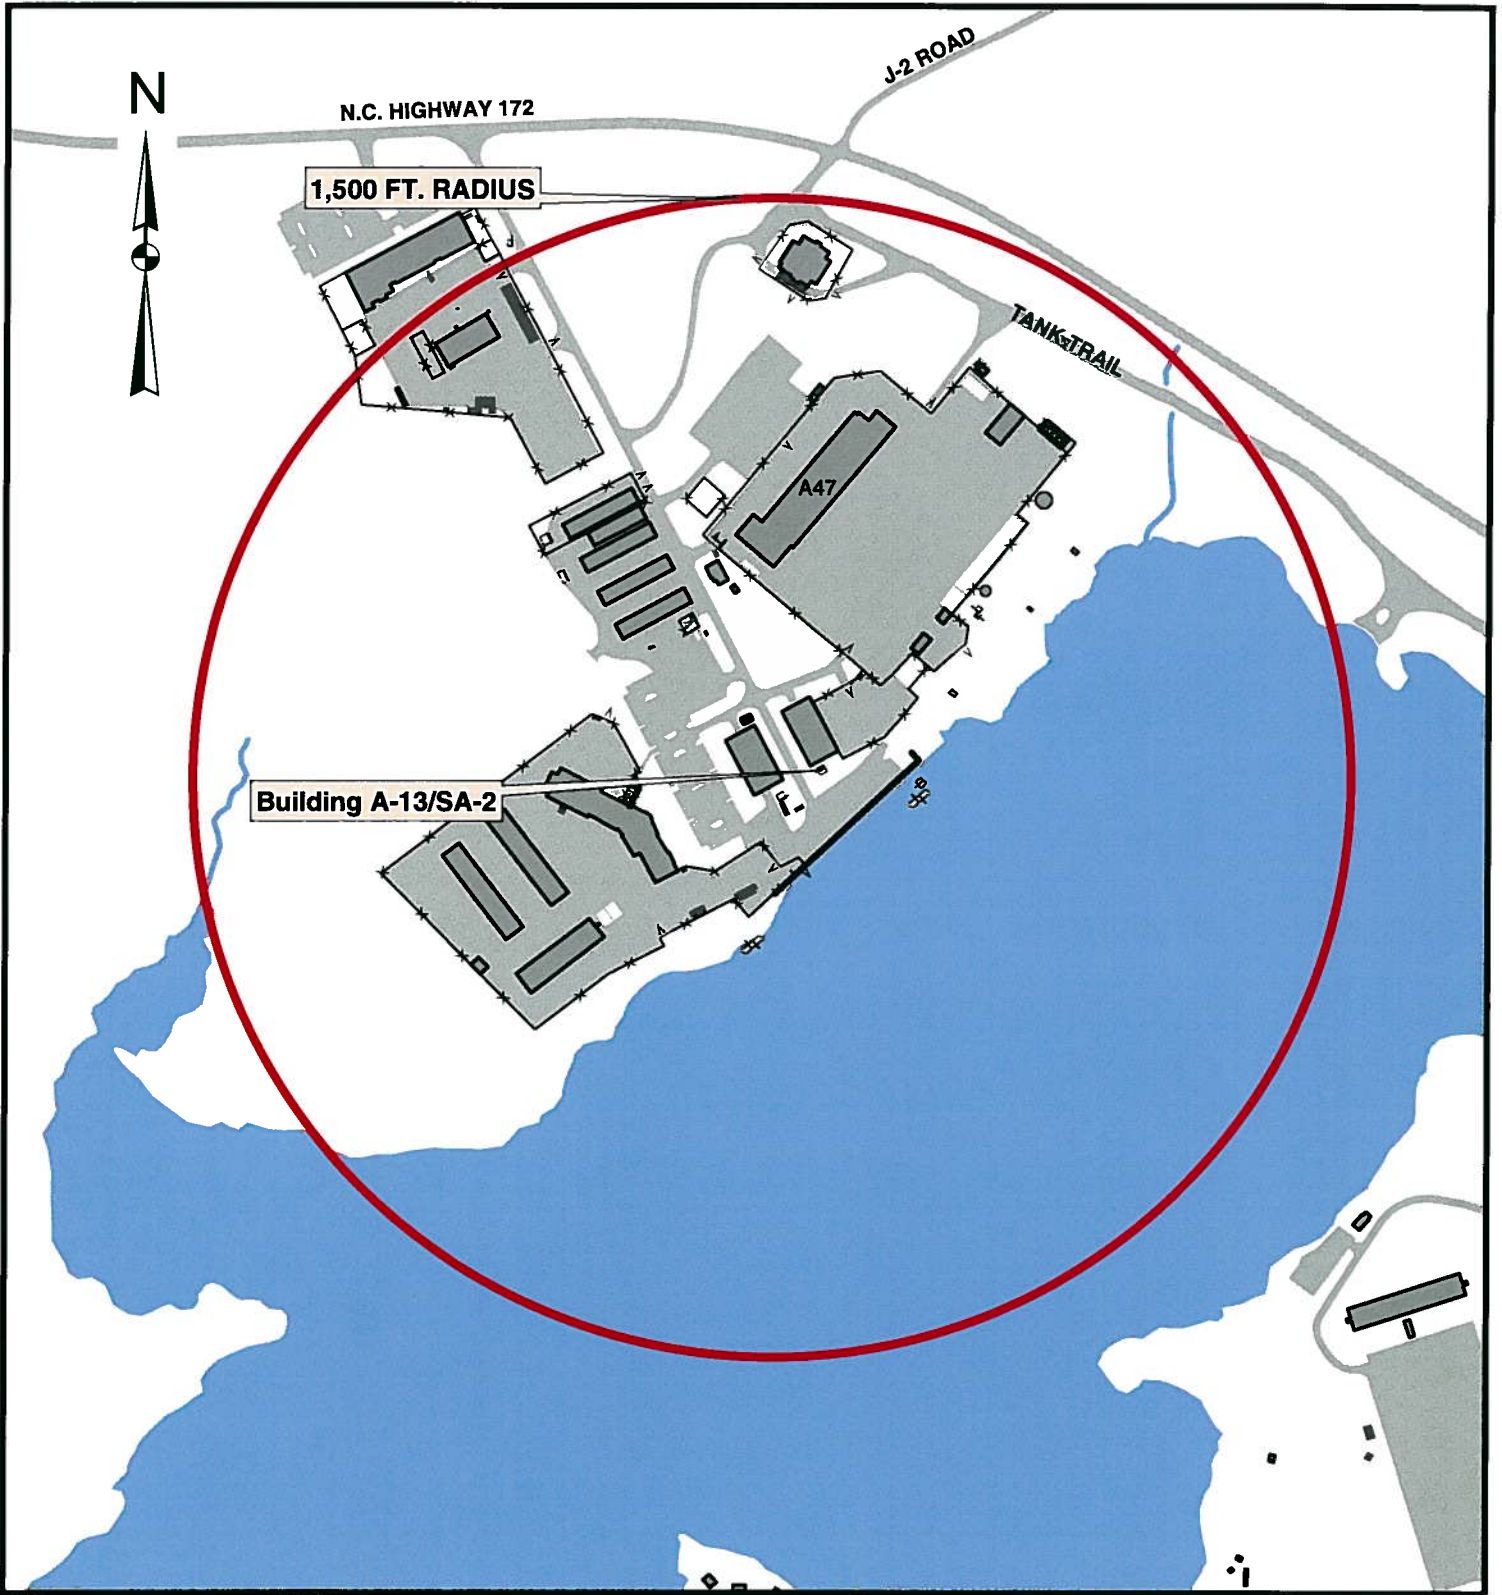 J-2 ROAD
N
N.C. HIGHWAY 172
1,500 FT. RADIUS
TANK TRAIL
A47
Building A-13/SA-2